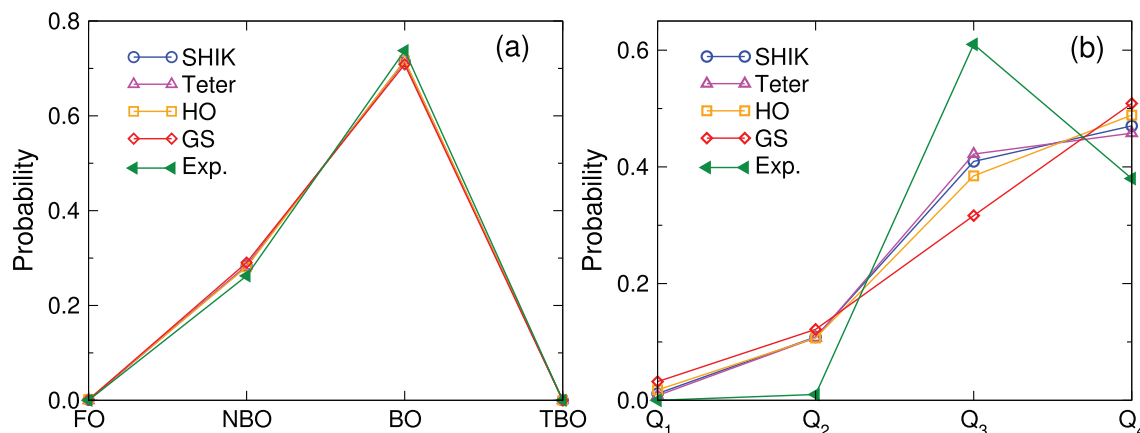 (a)
0.8
0.6
0.4
0.2
0.0
Probability
SHIK
Teter
HO
GS
Exp.
FO NBO BO TBO
(b)
0.6
0.4
0.2
0.0
Probability
SHIK
Teter
HO
GS
Exp.
Q1 Q2 Q3 Q4